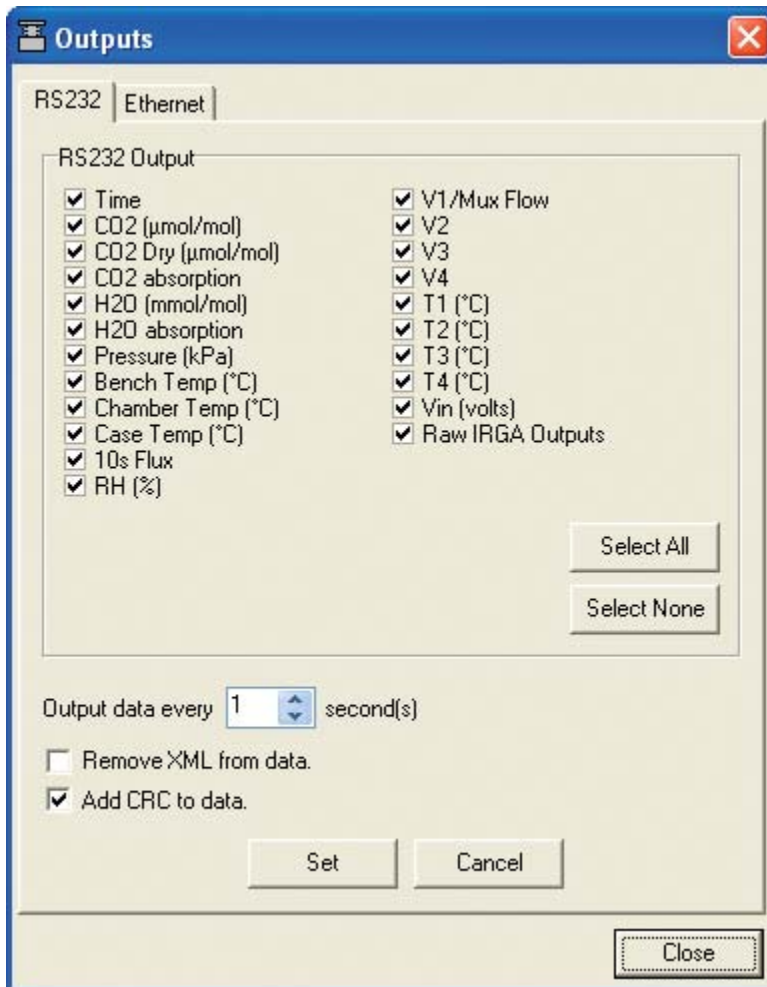 Outputs
RS232
Ethernet
RS232 Output
Time
CO2 (µmol/mol)
CO2 Dry (µmol/mol)
CO2 absorption
H2O (mmol/mol)
H2O absorption
Pressure (kPa)
Bench Temp (°C)
Chamber Temp (°C)
Case Temp (°C)
10s Flux
RH (%)
V1/Mux Flow
V2
V3
V4
T1 (°C)
T2 (°C)
T3 (°C)
T4 (°C)
Vin (volts)
Raw IRGA Outputs
Select All
Select None
Output data every 1 second(s)
Remove XML from data.
Add CRC to data.
Set
Cancel
Close